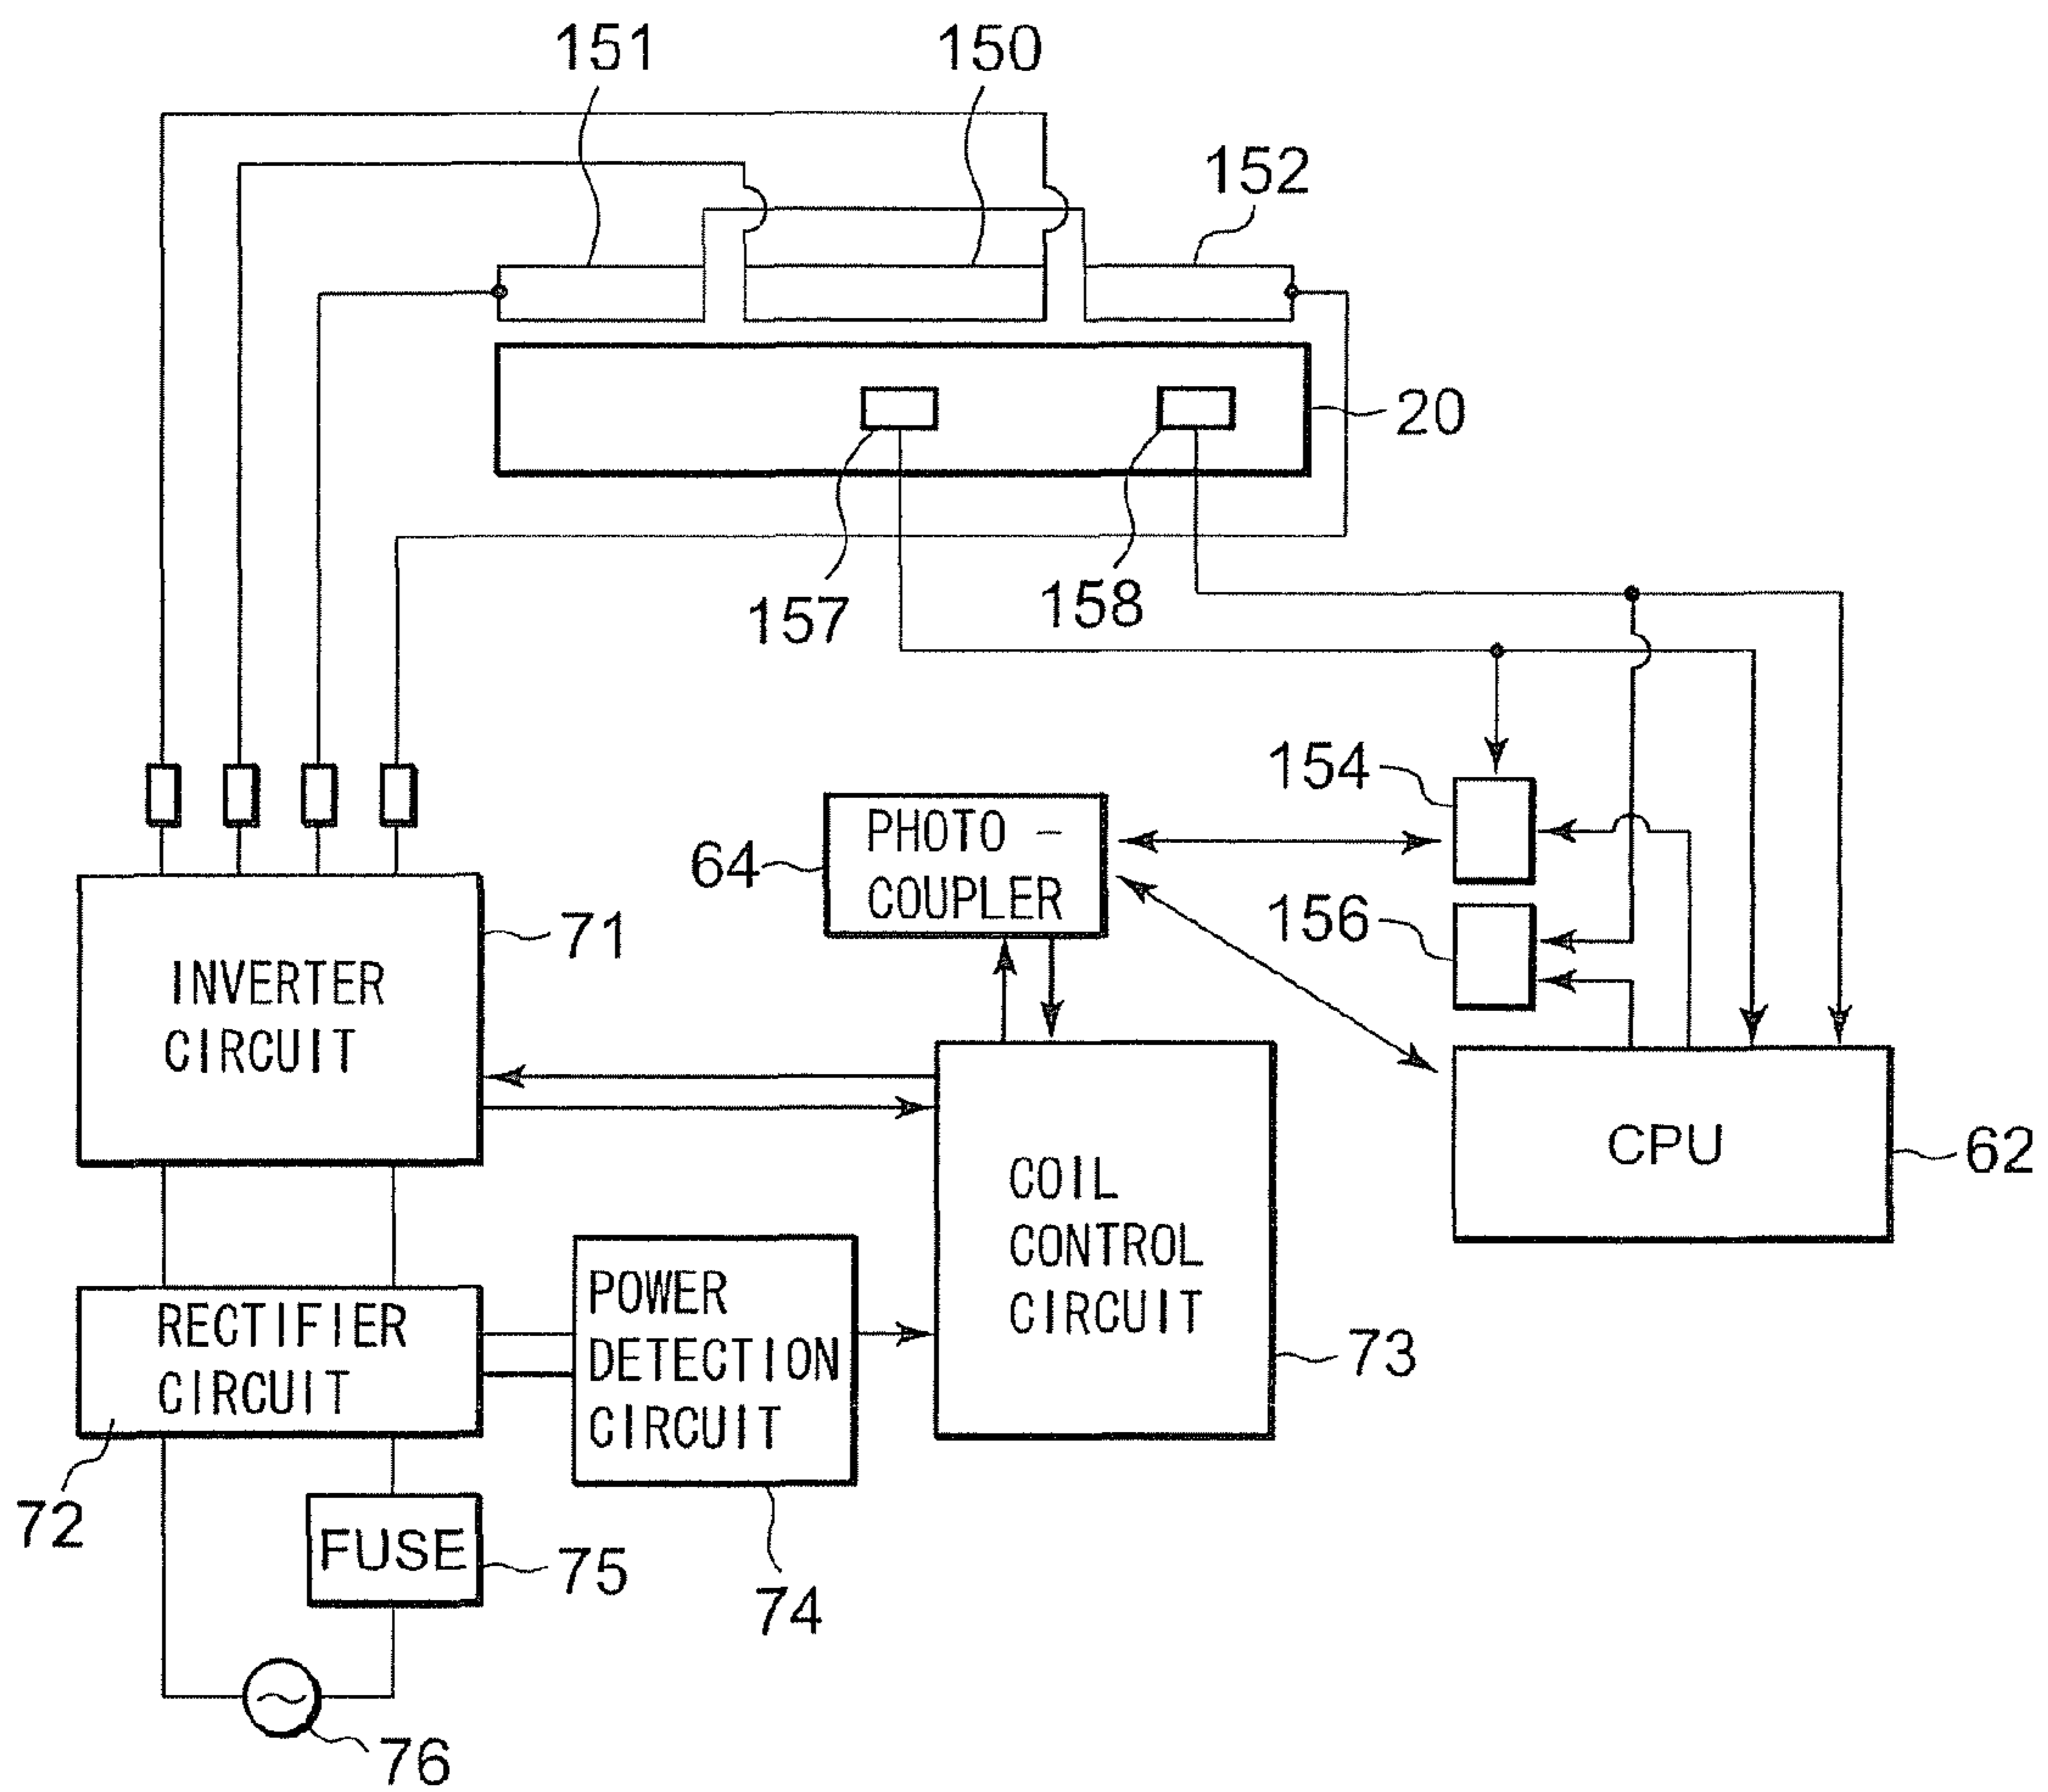 151
150
152
20
157
158
154
PHOTO -
COUPLER
64
156
71
INVERTER
CIRCUIT
CPU
62
COIL
CONTROL
CIRCUIT
73
POWER
DETECTION
CIRCUIT
RECTIFIER
CIRCUIT
72
FUSE
75
74
76